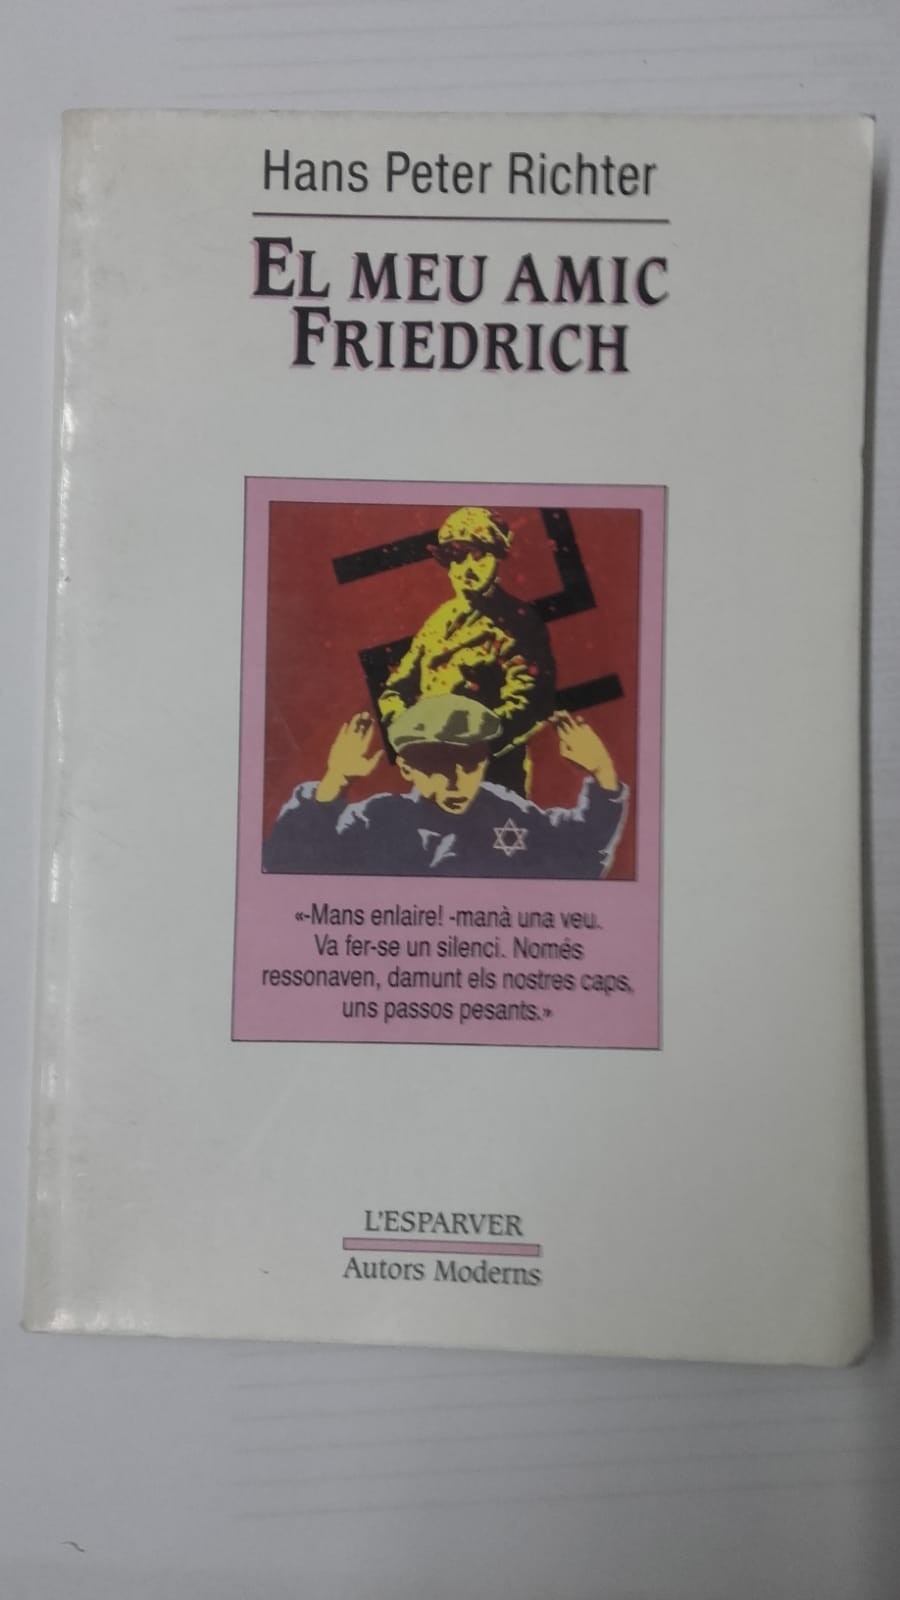 Hans Peter Richter
EL MEU AMIC
FRIEDRICH
«-Mans enlaire! -manà una veu.
Va fer-se un silenci. Només
ressonaven, damunt els nostres caps,
uns passos pesants.»
L'ESPARVER
Autors Moderns